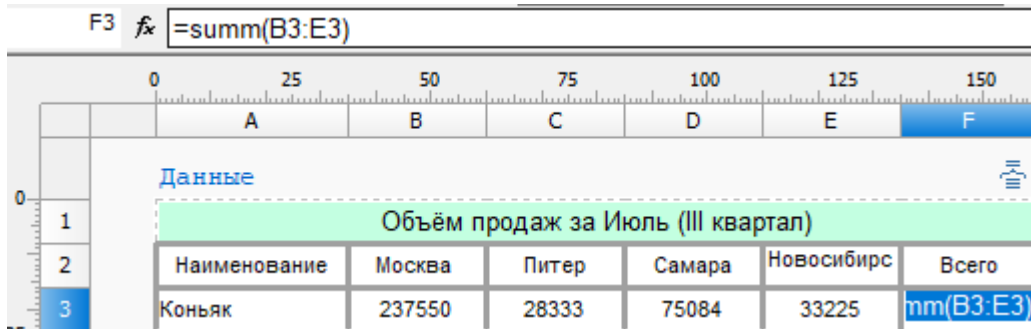 F3 fx =summ(B3:E3)
0 25 50 75 100 125 150
A B C D E F
Данные
0
1 Объём продаж за Июль (III квартал)
2 Наименование Москва Питер Самара Новосибирс Всего
3 Коньяк 237550 28333 75084 33225 mm(B3:E3)